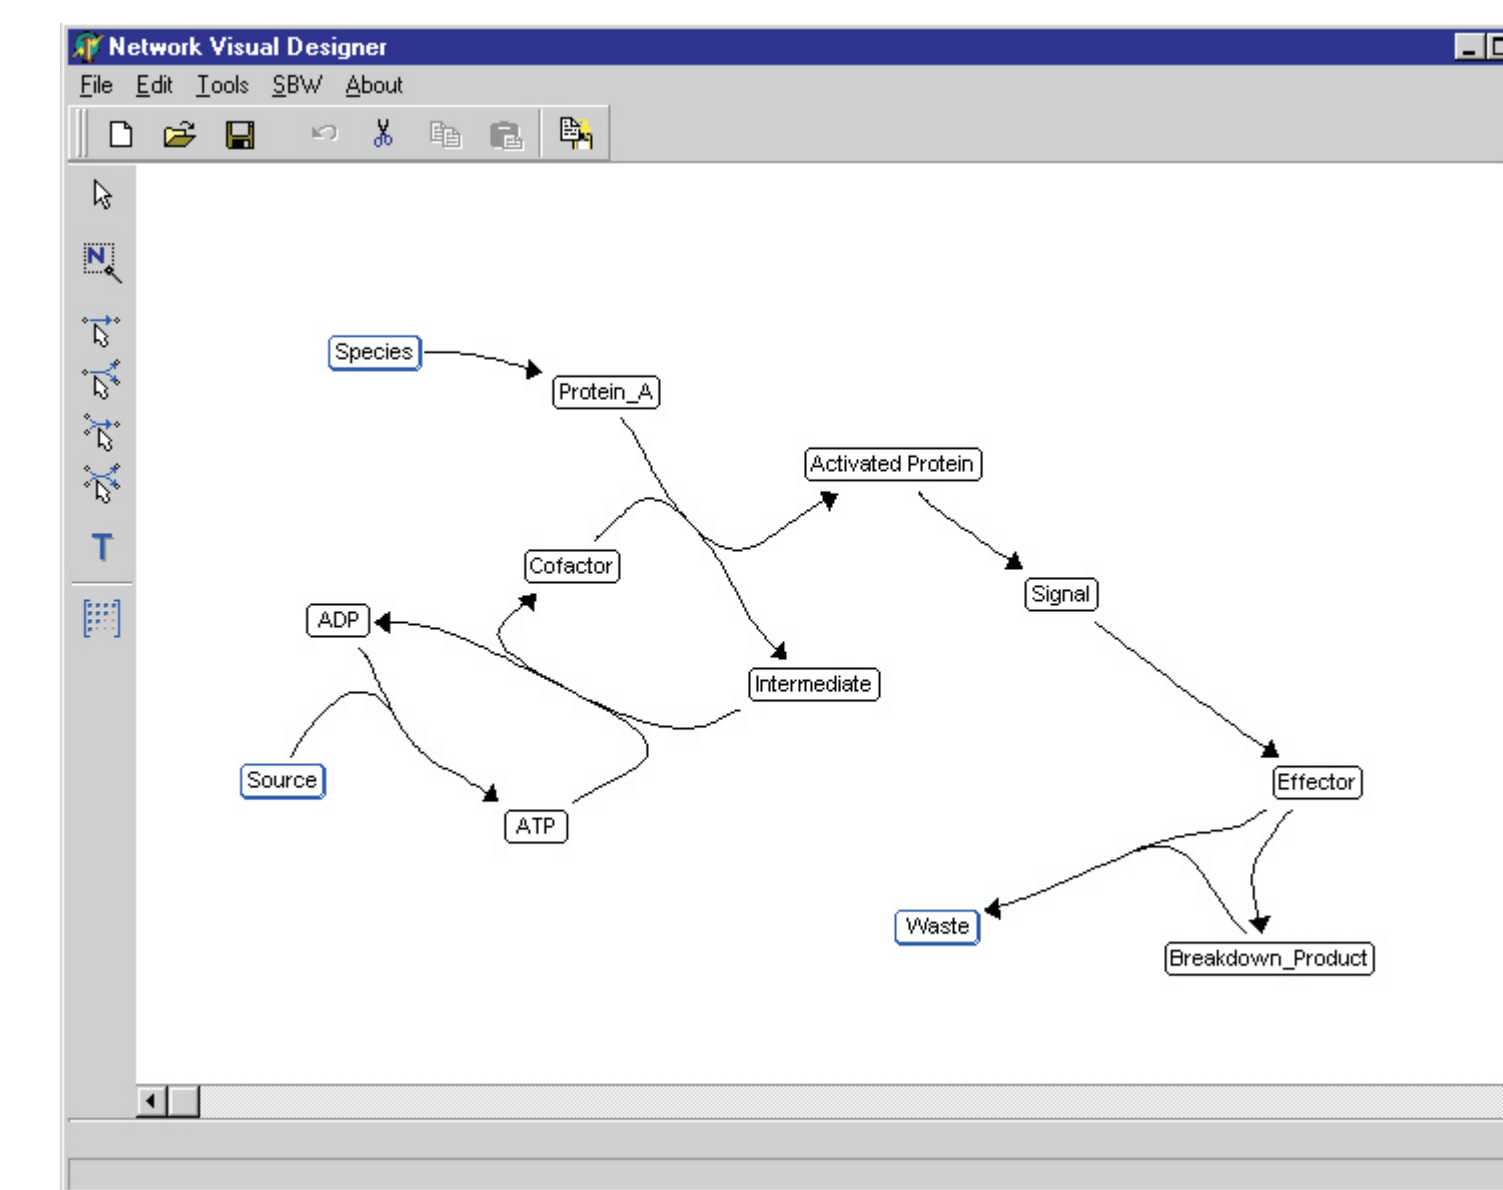 Network Visual Designer
File Edit Tools SBW About
N
T
Species
Protein_A
Activated Protein
Cofactor
Signal
ADP
Intermediate
Source
Effector
ATP
Waste
Breakdown_Product